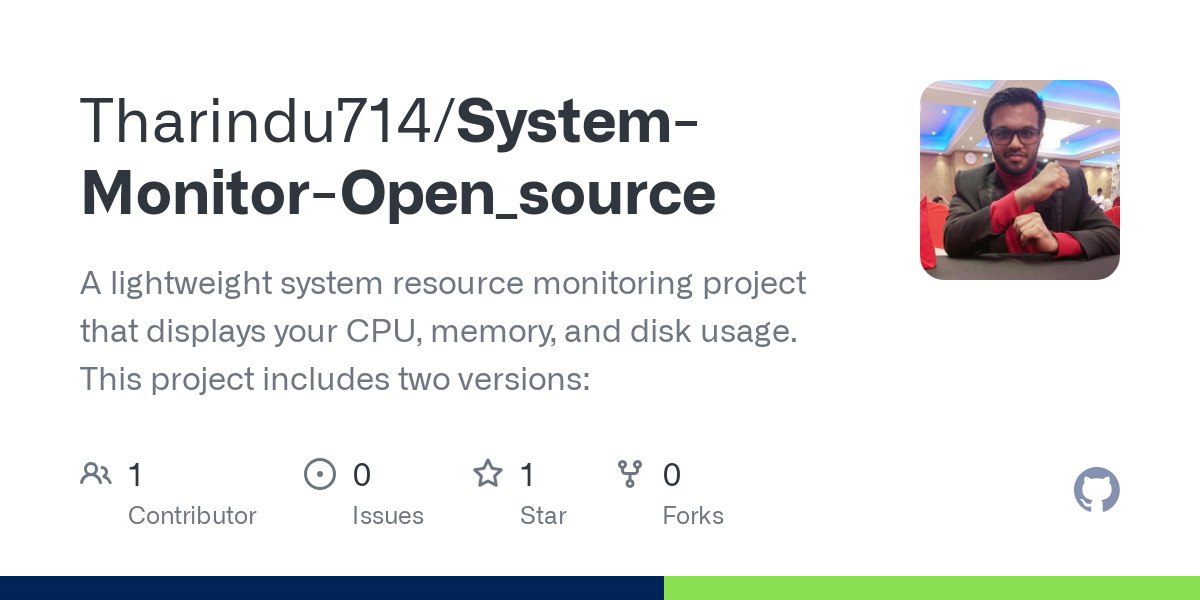 Tharindu714/System-
Monitor-Open_source
A lightweight system resource monitoring project
that displays your CPU, memory, and disk usage.
This project includes two versions:
1 0 1 0
Contributor Issues Star Forks